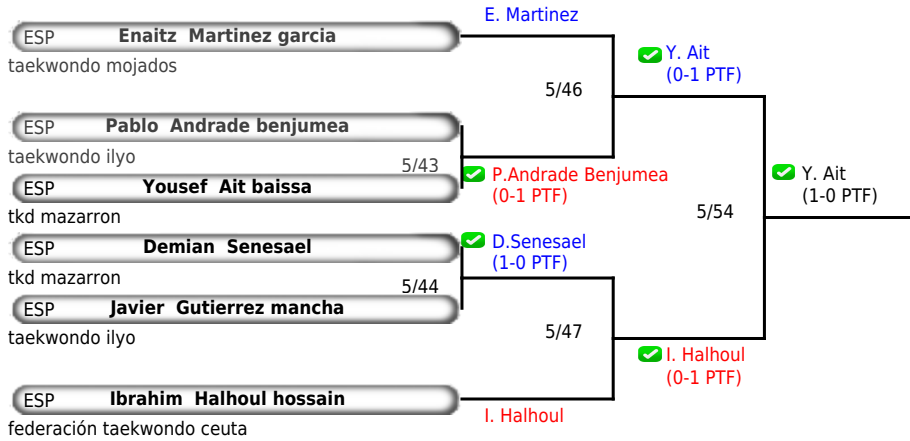 E. Martinez
ESP Enaitz Martinez garcia
taekwondo mojados
Y. Ait
(0-1 PTF)
5/46
ESP Pablo Andrade benjumea
taekwondo ilyo
5/43
P.Andrade Benjumea
(0-1 PTF)
ESP Yousef Ait baissa
tkd mazarron
Y. Ait
(1-0 PTF)
5/54
ESP Demian Senesael
tkd mazarron
D.Senesael
(1-0 PTF)
5/44
ESP Javier Gutierrez mancha
taekwondo ilyo
5/47
I. Halhoul
(0-1 PTF)
ESP Ibrahim Halhoul hossain
federación taekwondo ceuta
I. Halhoul